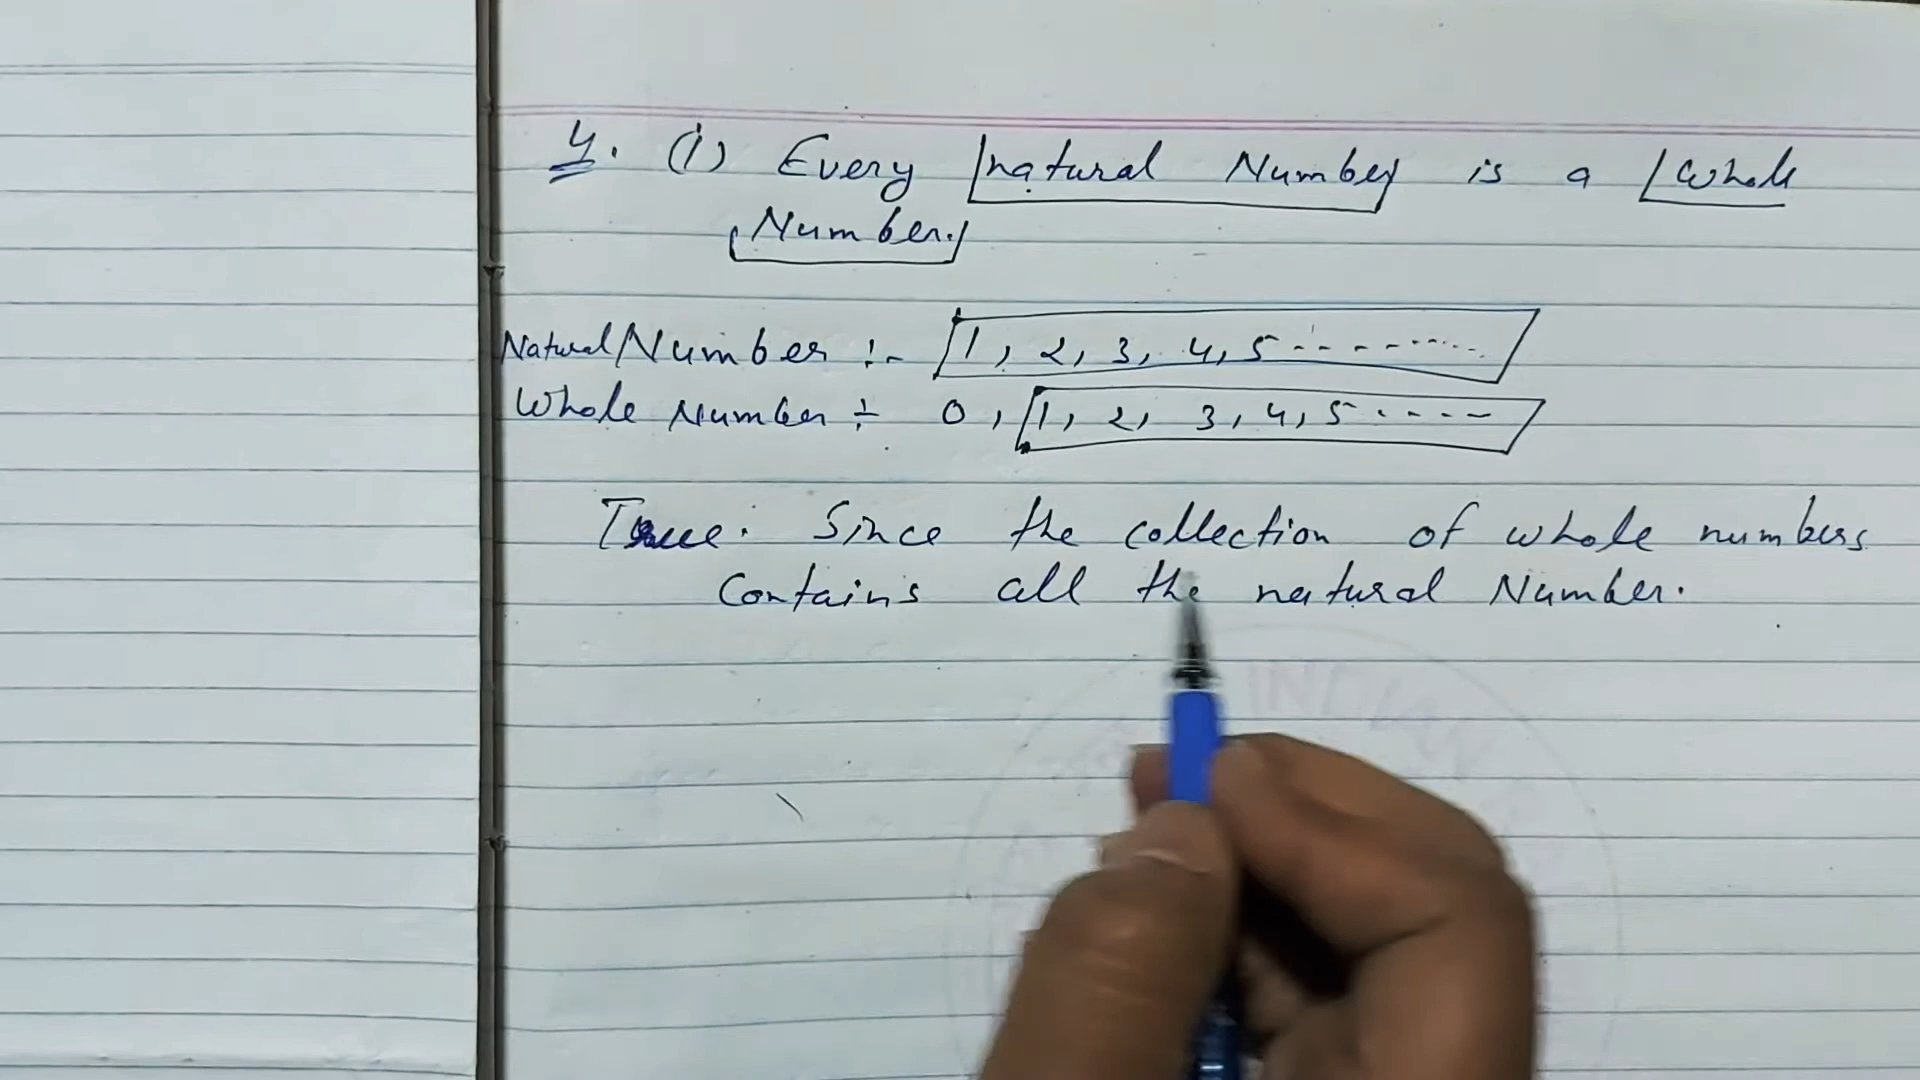 4. (i) Every natural Number is a Whole
Number.
Natural Number :- 1, 2, 3, 4, 5 - - - - - ......
Whole Number ÷ 0, 1, 2, 3, 4, 5 - - - - -
True. Since the collection of whole numbers
Contains all the natural Number.
INDIAN